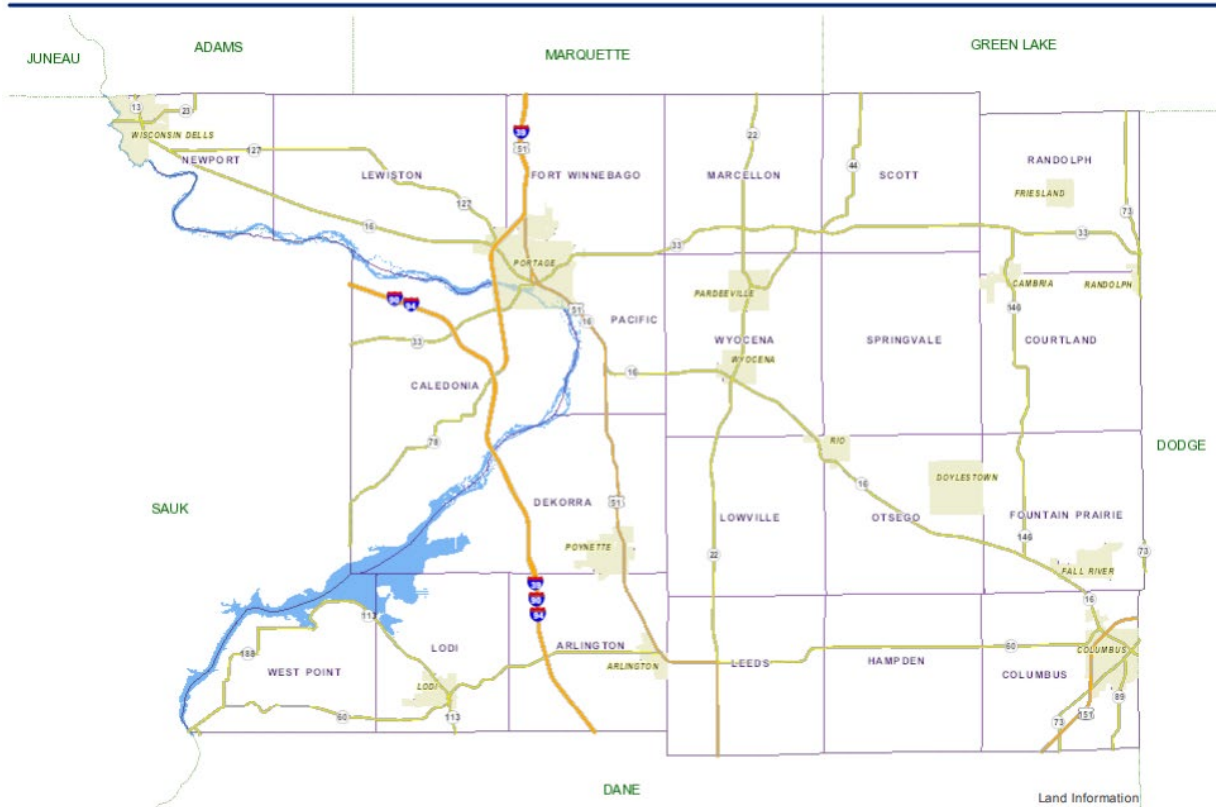 ADAMS
GREEN LAKE
JUNEAU
MARQUETTE
13
23
WISCONSIN DELLS
39
51
22
NEWPORT
127
LEWISTON
FORT WINNEBAGO
MARCELLON
44
SCOTT
RANDOLPH
FRIESLAND
127
73
16
33
33
PORTAGE
CAMBRIA
RANDOLPH
90
94
PARDEEVILLE
51
16
146
PACIFIC
33
WYOCENA
SPRINGVALE
COURTLAND
WYOCENA
16
CALEDONIA
78
RIO
DODGE
DOYLESTOWN
16
SAUK
DEKORRA
51
LOWVILLE
OTSEGO
FOUNTAIN PRAIRIE
146
POYNETTE
22
73
FALL RIVER
39
90
94
16
113
LODI
ARLINGTON
60
188
WEST POINT
ARLINGTON
LEEDS
HAMPDEN
COLUMBUS
COLUMBUS
LODI
89
60
113
73
151
DANE
Land Information